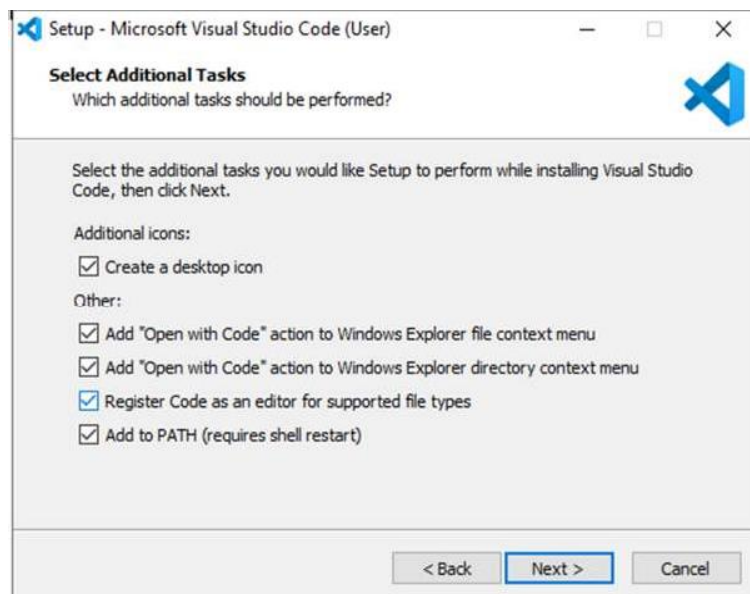 Setup - Microsoft Visual Studio Code (User)
Select Additional Tasks
Which additional tasks should be performed?
Select the additional tasks you would like Setup to perform while installing Visual Studio
Code, then click Next.
Additional icons:
Create a desktop icon
Other:
Add "Open with Code" action to Windows Explorer file context menu
Add "Open with Code" action to Windows Explorer directory context menu
Register Code as an editor for supported file types
Add to PATH (requires shell restart)
< Back Next > Cancel